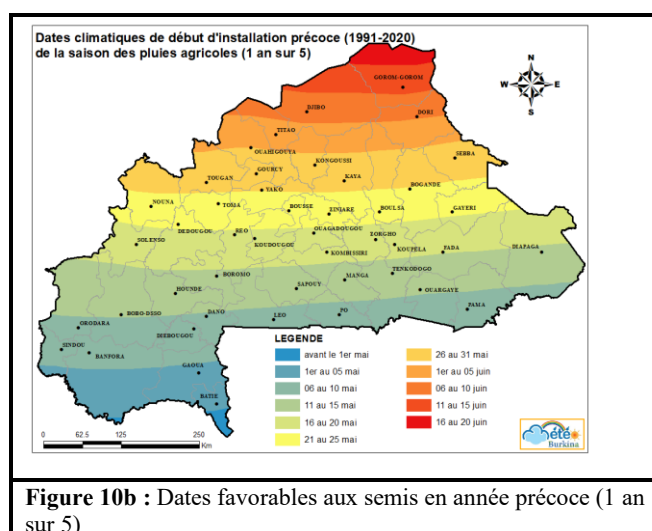 Dates climatiques de début d'installation précoce (1991-2020)
de la saison des pluies agricoles (1 an sur 5)
N
W E
S
GOROM-GOROM
DJIBO
DORI
TITAO
OUAHIGOUYA
KONGOUSSI
SEBBA
GOURCY
TOUGAN
KAYA
YAKO
BOGANDE
NOUNA
TOMA
BOUSSE
ZINIARE
BOULSA
GAYERI
DEDOUGOU
REO
OUAGADOUGOU
SOLENSO
KOUDOUGOU
ZORGHO
KOUPELA
KOMBISSIRI
FADA
DIAPAGA
BOROMO
TENKODOGO
MANGA
HOUNDE
SAPOUY
OUARGAYE
BOBO-DSSO
DANO
LEO
PO
PAMA
ORODARA
DIEBOUGOU
SINDOU
BANFORA
GAOUA
BATIE
LEGENDE
avant le 1er mai
1er au 05 mai
06 au 10 mai
11 au 15 mai
16 au 20 mai
21 au 25 mai
26 au 31 mai
1er au 05 juin
06 au 10 juin
11 au 15 juin
16 au 20 juin
0 62.5 125 250
Km
météo
Burkina
Figure 10b : Dates favorables aux semis en année précoce (1 an
sur 5)